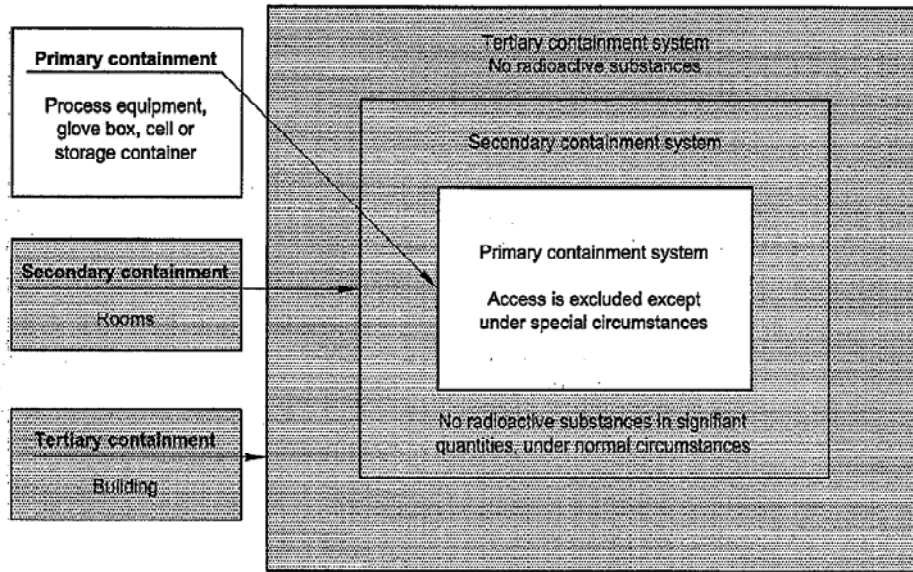 Primary containment
Process equipment,
glove box, cell or
storage container
Secondary containment
Rooms
Tertiary containment
Building
Tertiary containment system
No radioactive substances
Secondary containment system
Primary containment system
Access is excluded except
under special circumstances
No radioactive substances in signifiant
quantities, under normal circumstances